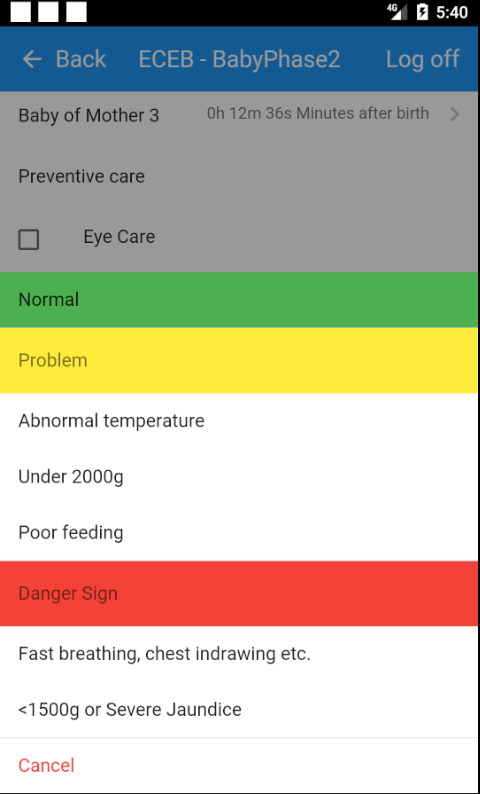 4G 5:40
Back ECEB - BabyPhase2 Log off
Baby of Mother 3 0h 12m 36s Minutes after birth
Preventive care
Eye Care
Normal
Problem
Abnormal temperature
Under 2000g
Poor feeding
Danger Sign
Fast breathing, chest indrawing etc.
<1500g or Severe Jaundice
Cancel